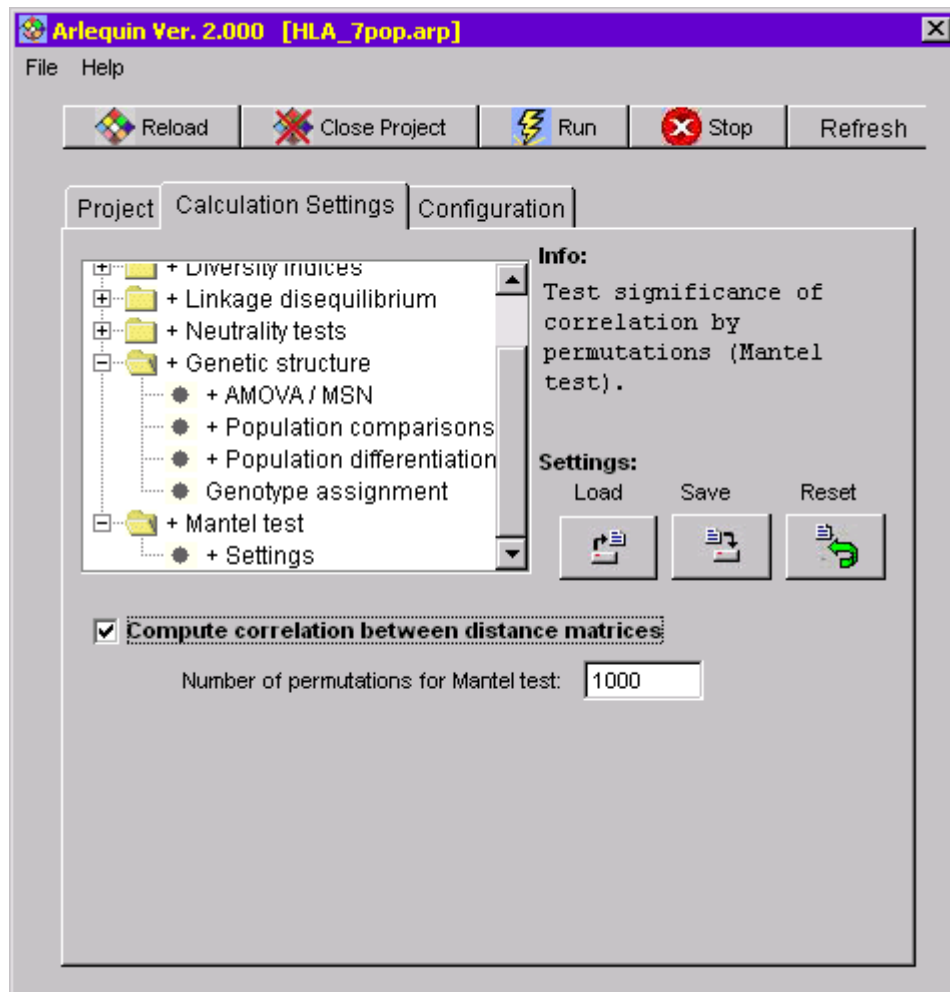 Arlequin Ver. 2.000 [HLA_7pop.arp]
File Help
Reload Close Project Run Stop Refresh
Project Calculation Settings Configuration
+ Diversity indices
+ Linkage disequilibrium
+ Neutrality tests
+ Genetic structure
+ AMOVA / MSN
+ Population comparisons
+ Population differentiation
Genotype assignment
+ Mantel test
+ Settings
Info:
Test significance of
correlation by
permutations (Mantel
test).
Settings:
Load Save Reset
Compute correlation between distance matrices
Number of permutations for Mantel test: 1000